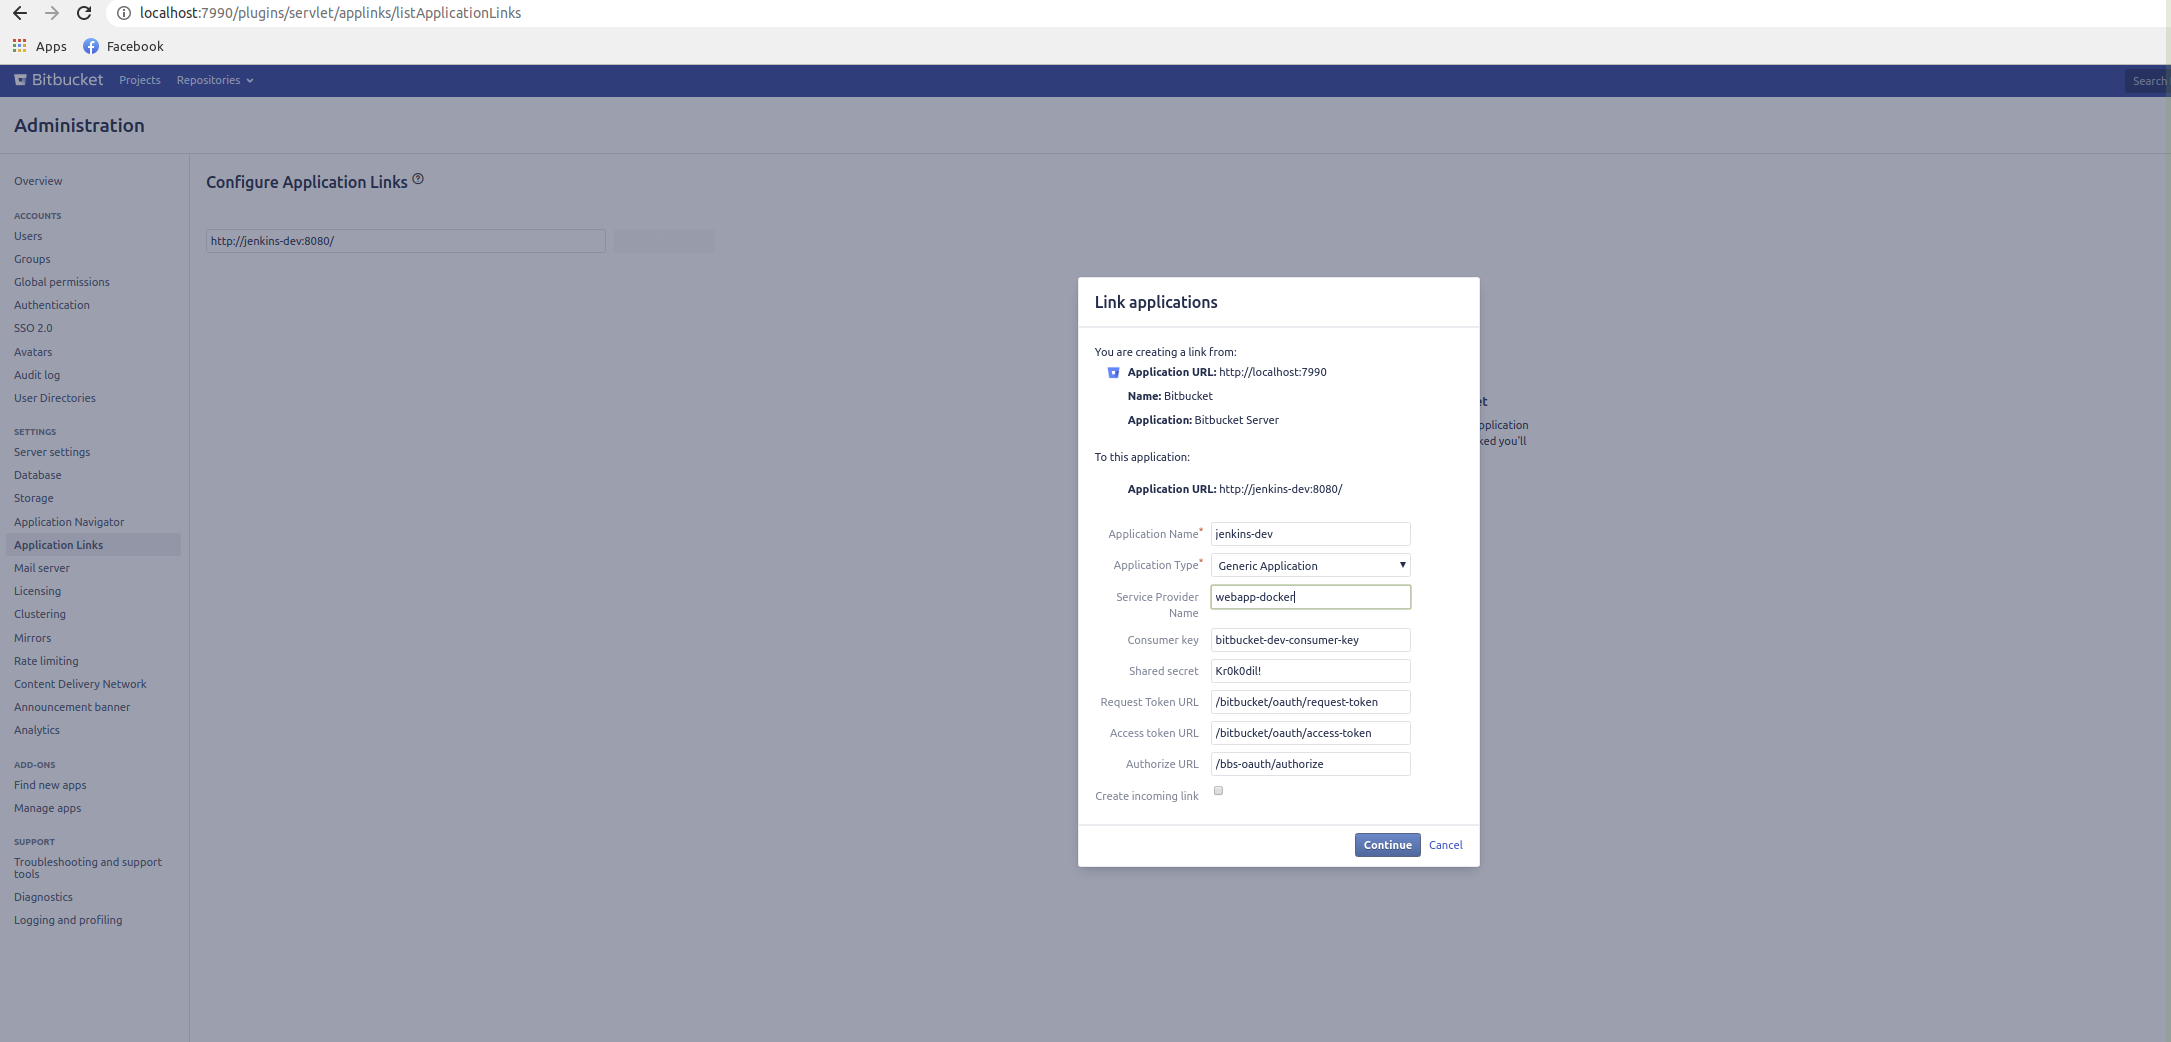 localhost:7990/plugins/servlet/applinks/listApplicationLinks
Apps Facebook
Bitbucket Projects Repositories Search
Administration
Overview
ACCOUNTS
Users
Groups
Global permissions
Authentication
SSO 2.0
Avatars
Audit log
User Directories
SETTINGS
Server settings
Database
Storage
Application Navigator
Application Links
Mail server
Licensing
Clustering
Mirrors
Rate limiting
Content Delivery Network
Announcement banner
Analytics
ADD-ONS
Find new apps
Manage apps
SUPPORT
Troubleshooting and support
tools
Diagnostics
Logging and profiling
Configure Application Links
http://jenkins-dev:8080/
Link applications
You are creating a link from:
Application URL: http://localhost:7990
Name: Bitbucket
Application: Bitbucket Server
To this application:
Application URL: http://jenkins-dev:8080/
Application Name* jenkins-dev
Application Type* Generic Application
Service Provider webapp-docker
Name
Consumer key bitbucket-dev-consumer-key
Shared secret Kr0k0dil!
Request Token URL /bitbucket/oauth/request-token
Access token URL /bitbucket/oauth/access-token
Authorize URL /bbs-oauth/authorize
Create incoming link
Continue Cancel
you'll